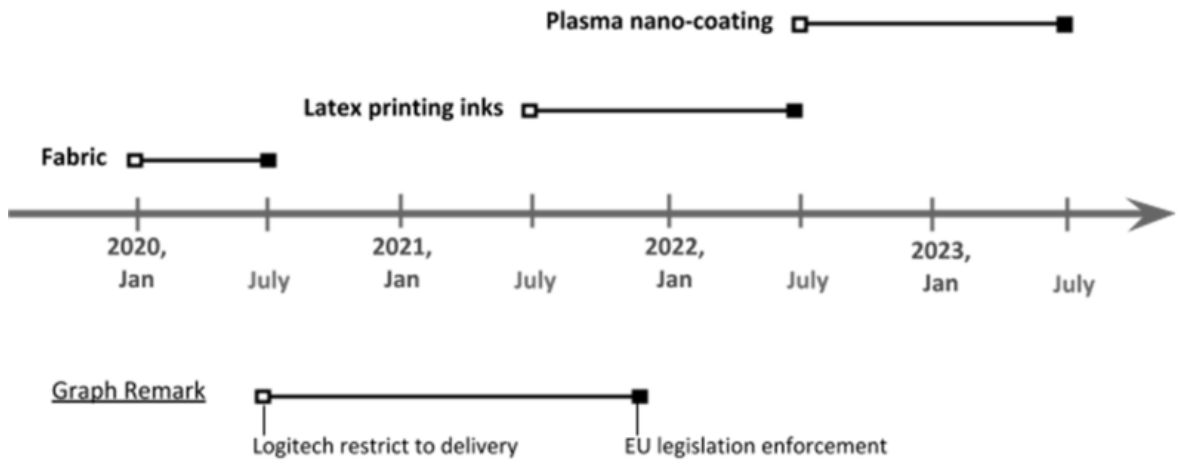 Plasma nano-coating
Latex printing inks
Fabric
2020, 2021, 2022, 2023,
Jan July Jan July Jan July Jan July
Graph Remark
Logitech restrict to delivery EU legislation enforcement